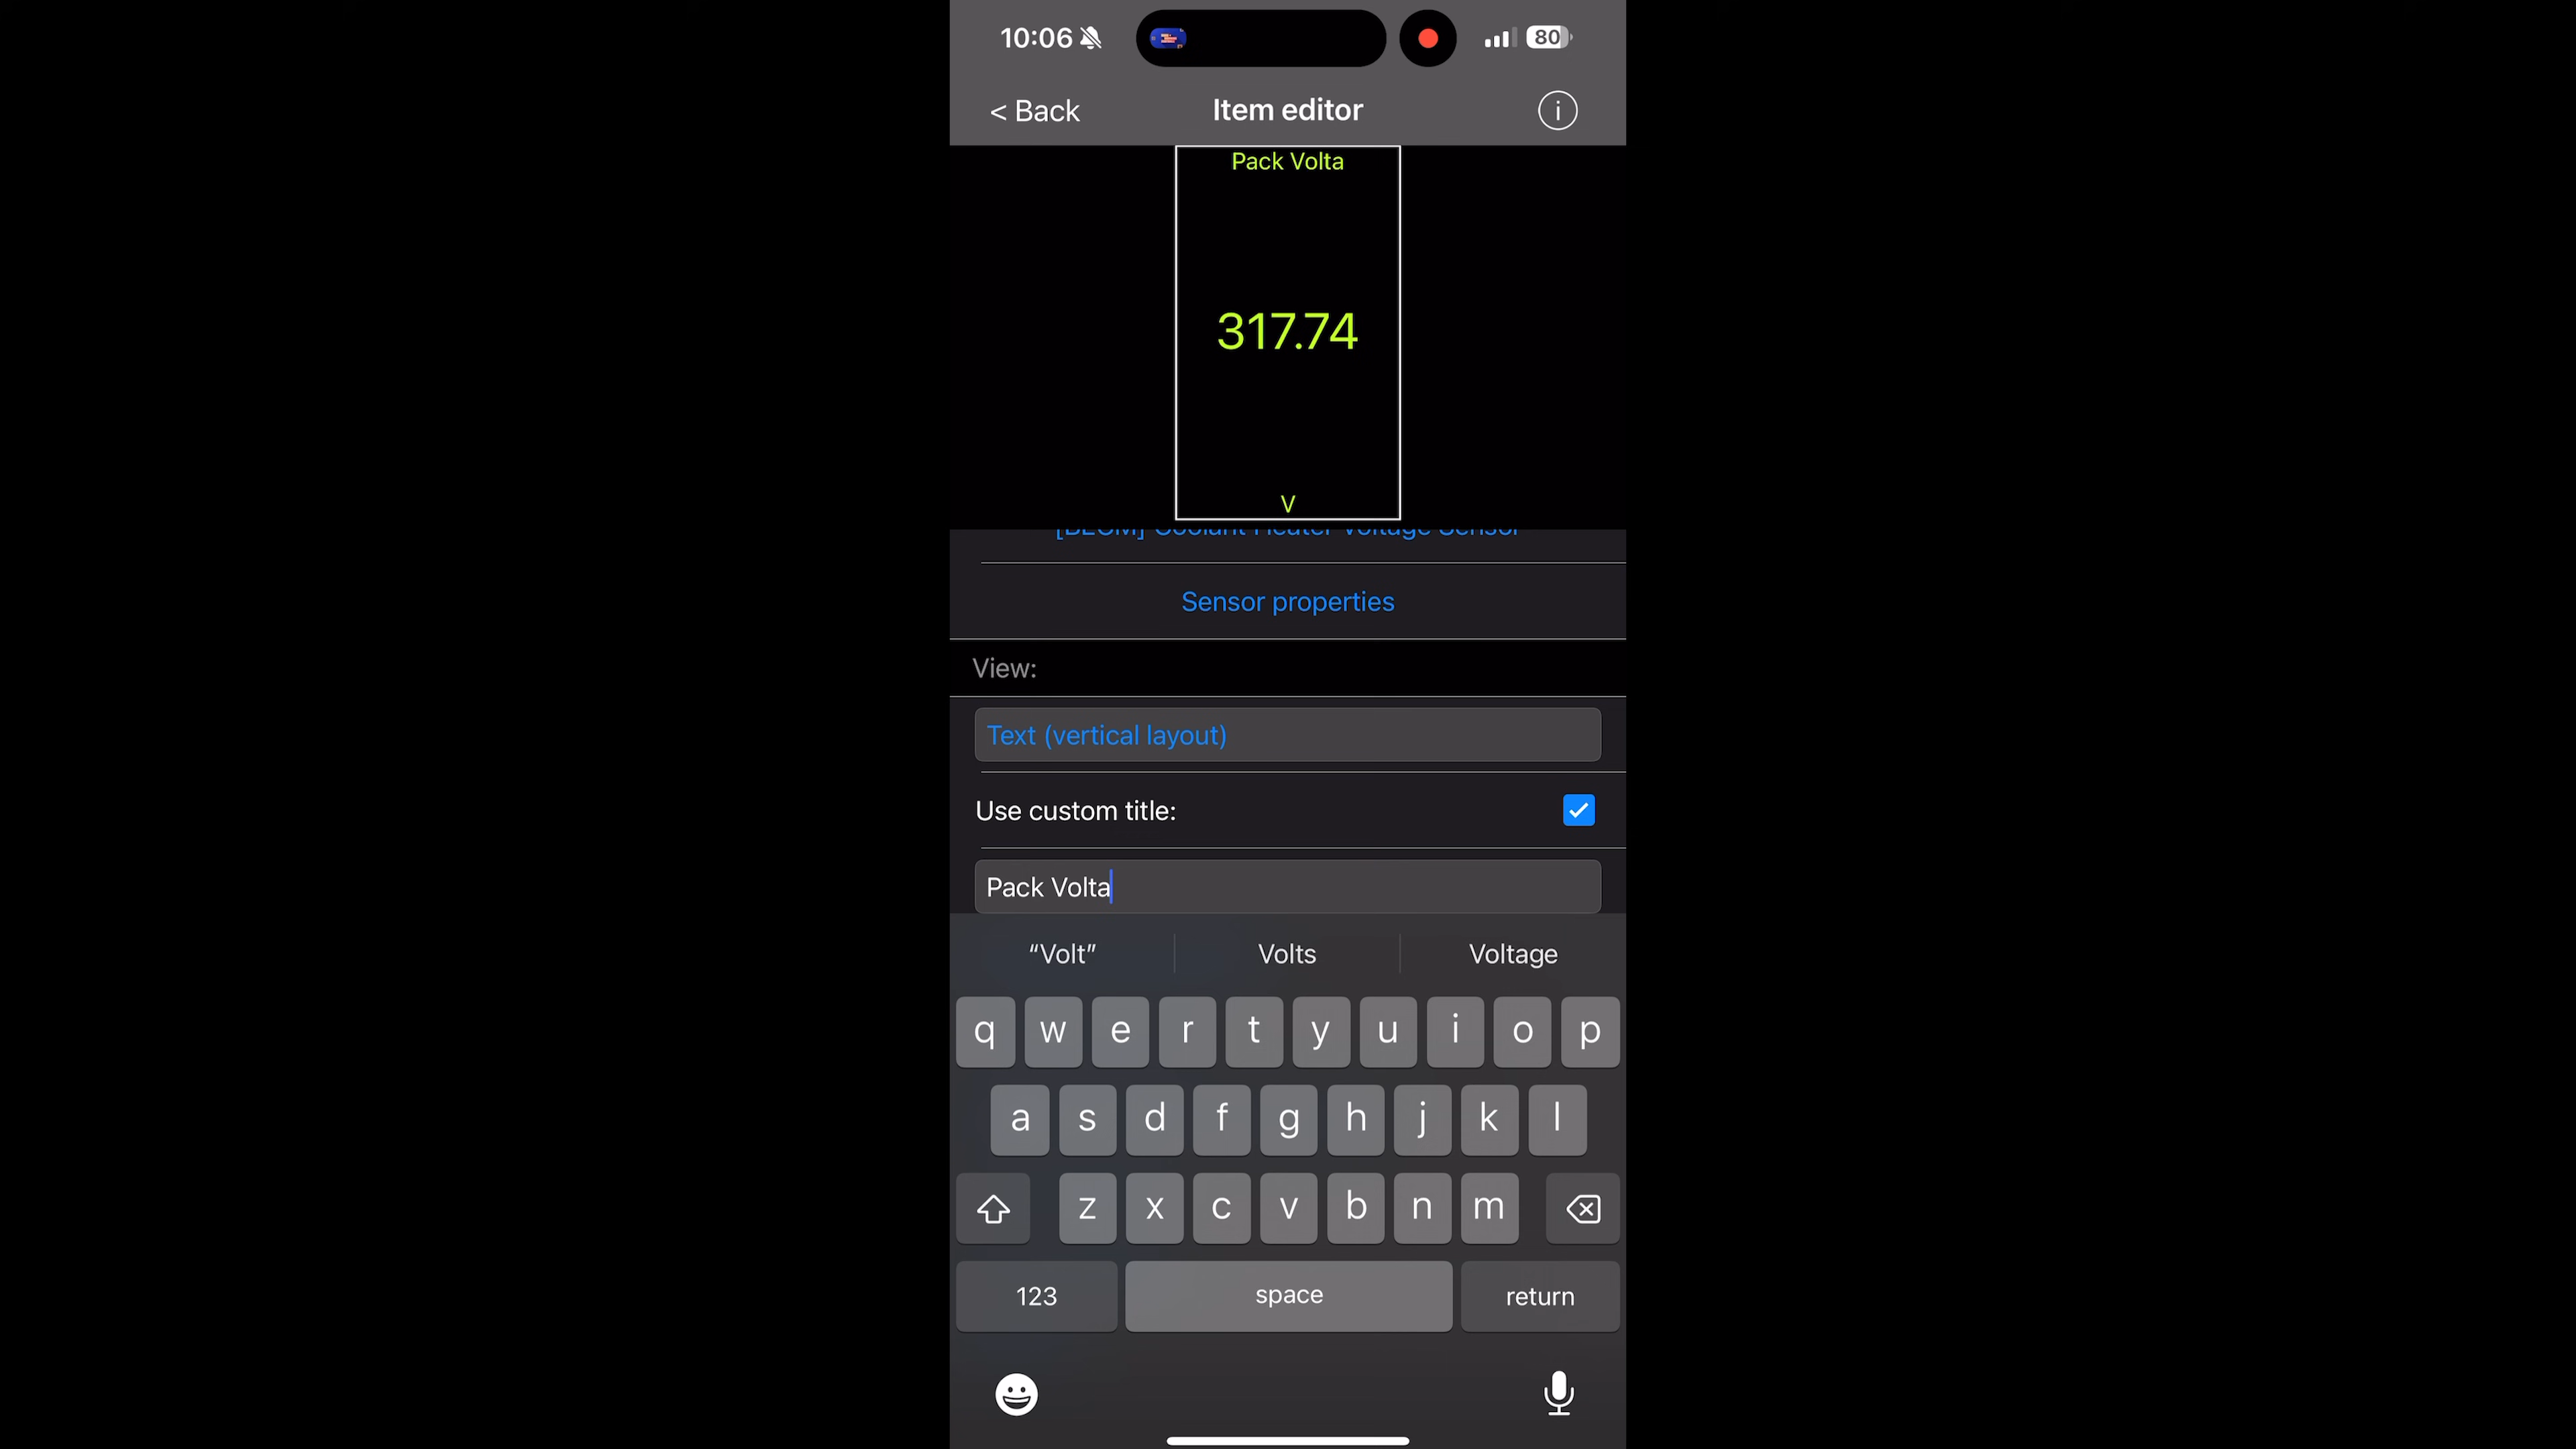 10:06
80
< Back Item editor i
Pack Volta
317.74
V
[BECM] Coolant Heater Voltage Sensor
Sensor properties
View:
Text (vertical layout)
Use custom title:
Pack Volta
“Volt” Volts Voltage
q w e r t y u i o p
a s d f g h j k l
z x c v b n m
123 space return